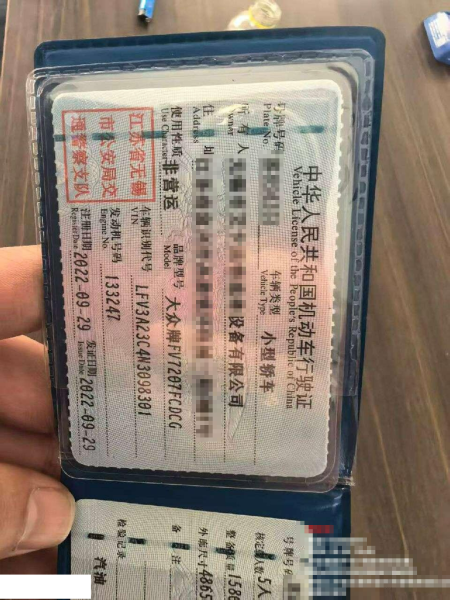 中华人民共和国机动车行驶证
Vehicle License of the People's Republic of China
号牌号码
Plate No.
车辆类型 小型轿车
Vehicle Type
所有人 设备有限公司
Owner
住址
Address
使用性质 非营运
Use Character
品牌型号 大众牌FV7207FCDCG
Model
江苏省无锡
市公安局交
通警察支队
车辆识别代号 LFV3A23C4N3098301
VIN
发动机号码 133247
Engine No.
注册日期 2022-09-29
Register Date
发证日期 2022-09-29
Issue Date
号牌号码
核定载人数 5人
整备质量
外廓尺寸 4865
备注
检验记录
汽油